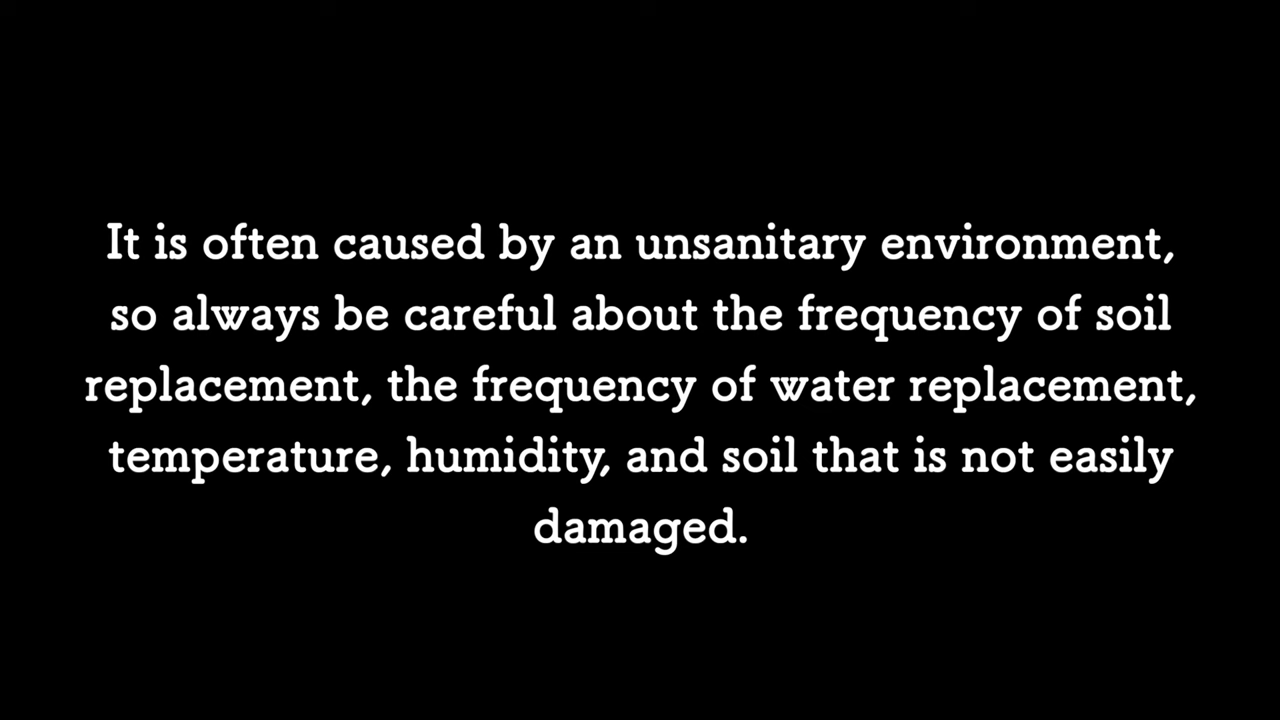 It is often caused by an unsanitary environment,
so always be careful about the frequency of soil
replacement, the frequency of water replacement,
temperature, humidity, and soil that is not easily
damaged.